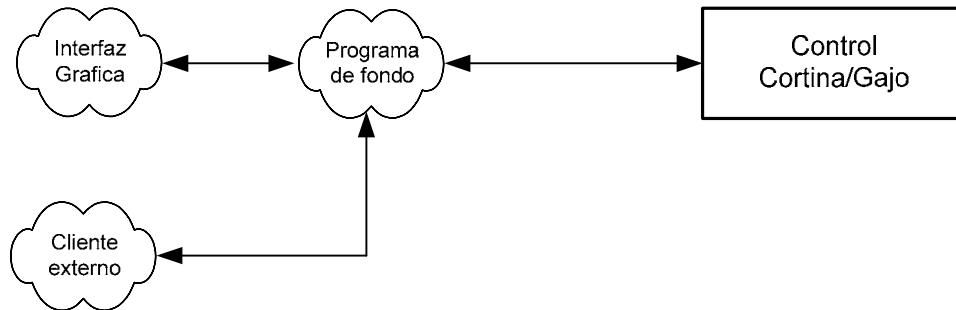 Interfaz
Grafica
Programa
de fondo
Control
Cortina/Gajo
Cliente
externo